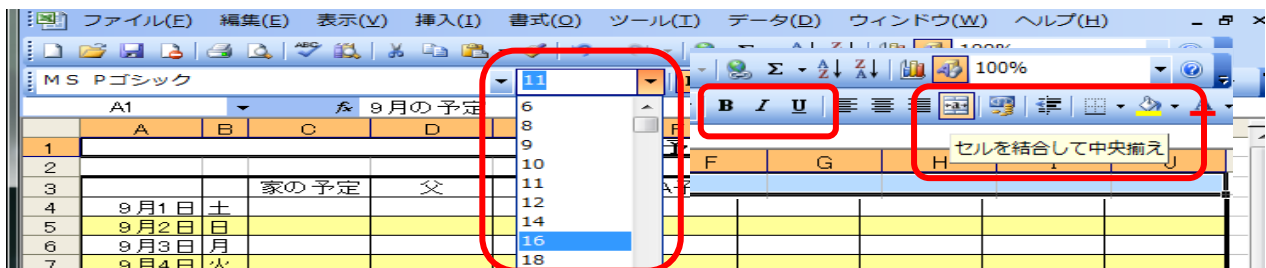 ファイル(F) 編集(E) 表示(V) 挿入(I) 書式(O) ツール(T) データ(D) ウィンドウ(W) ヘルプ(H)
100%
ＭＳ Ｐゴシック 11
B I U
A1 fx 9月の予定
セルを結合して中央揃え
6
8
9
10
11
12
14
16
18
A B C D F G H I J
1
2
3 家の予定 父
4 9月1日 土
5 9月2日 日
6 9月3日 月
7 9月4日 火